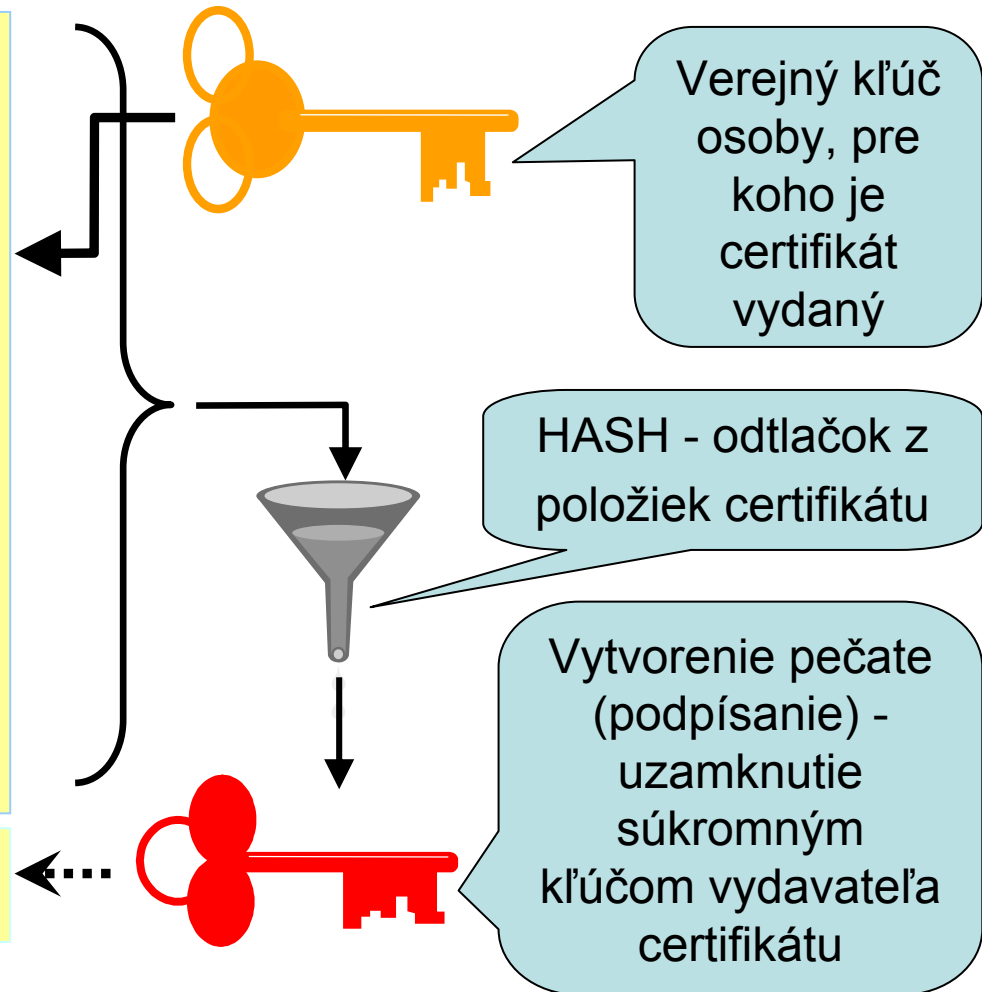 Verejný kľúč
osoby, pre
koho je
certifikát
vydaný
HASH - odtlačok z
položiek certifikátu
Vytvorenie pečate
(podpísanie) -
uzamknutie
súkromným
kľúčom vydavateľa
certifikátu